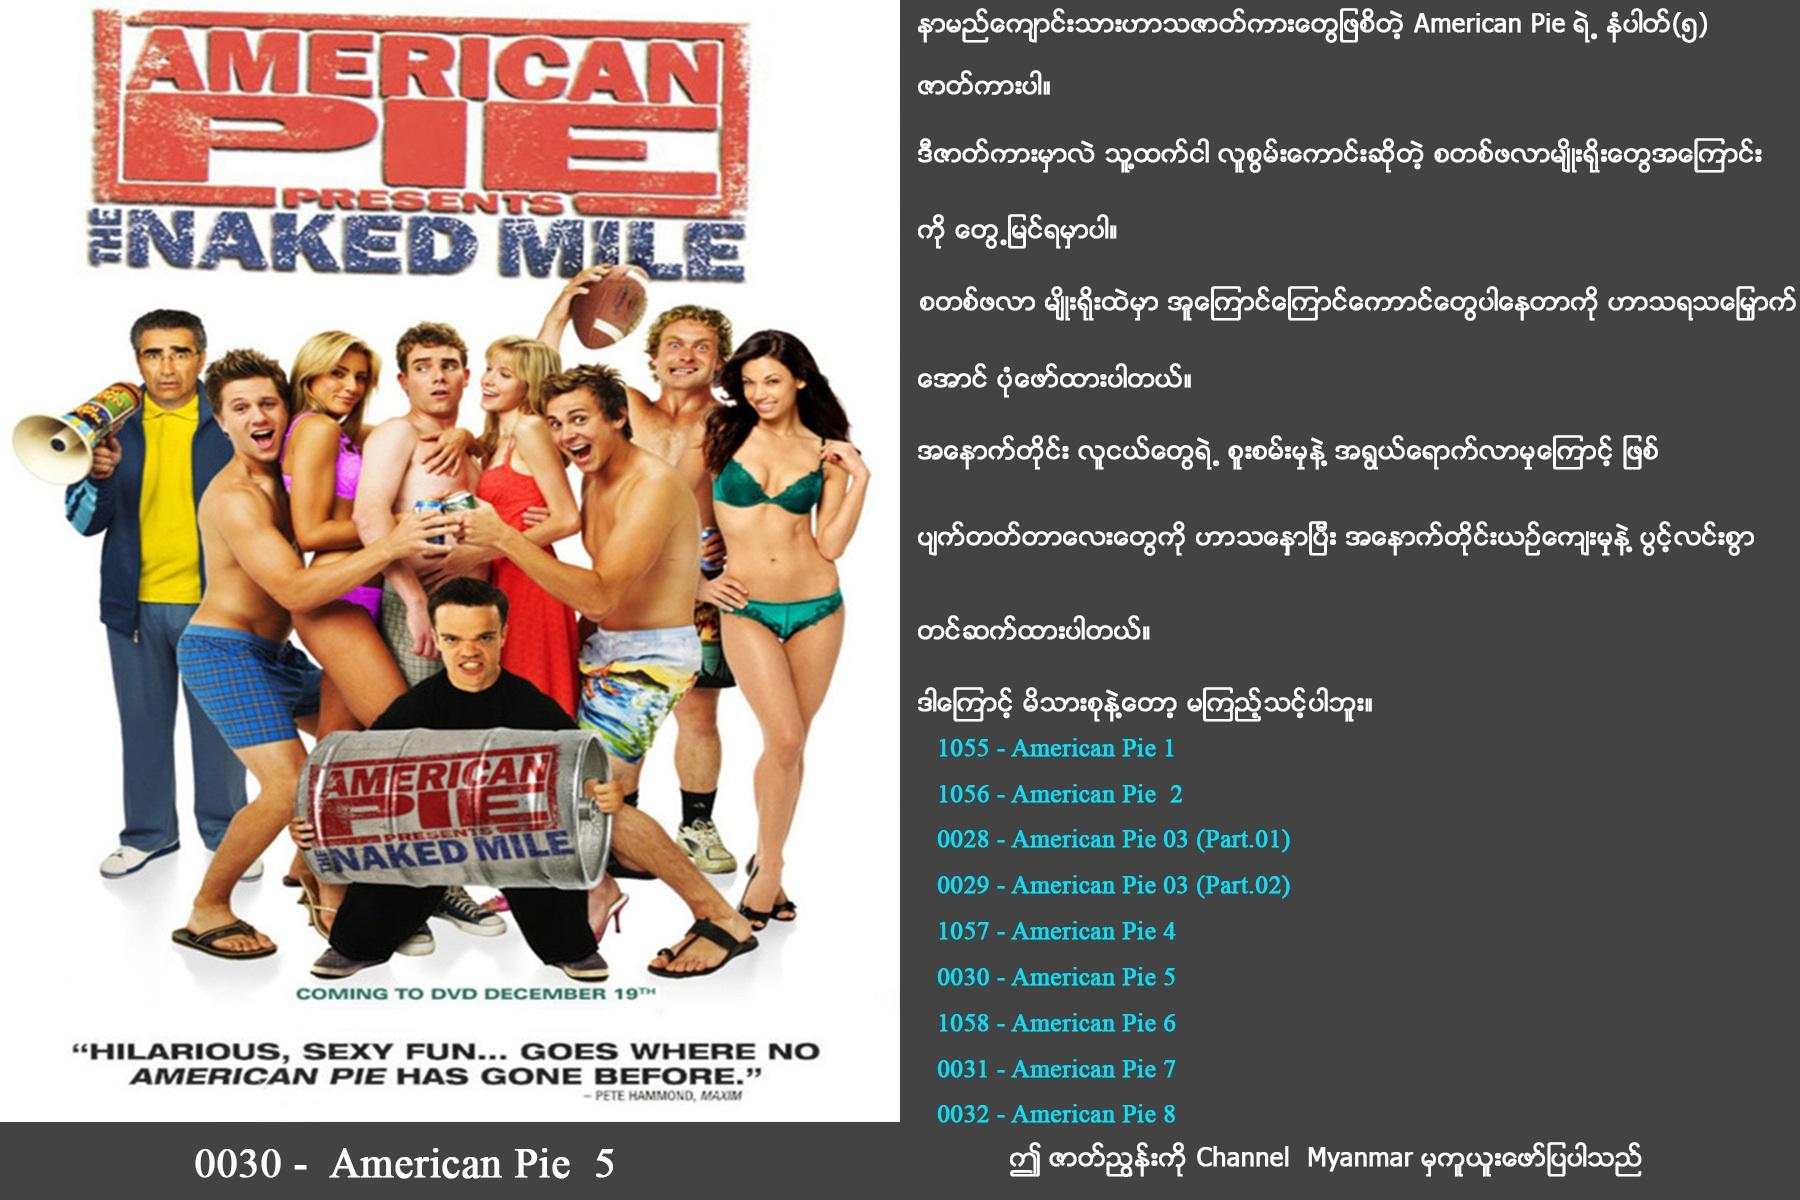 AMERICAN
PIE
PRESENTS
THE NAKED MILE
AMERICAN
PIE
PRESENTS
THE NAKED MILE
COMING TO DVD DECEMBER 19TH
“HILARIOUS, SEXY FUN... GOES WHERE NO
AMERICAN PIE HAS GONE BEFORE.”
– PETE HAMMOND, MAXIM
0030 - American Pie 5
နာမည်ကျောင်းသားဟာသဇာတ်ကားတွေဖြစ်တဲ့ American Pie ရဲ့ နံပါတ်(၅)
ဇာတ်ကားပါ။
ဒီဇာတ်ကားမှာလဲ သူ့ထက်ငါ လူစွမ်းကောင်းဆိုတဲ့ စတစ်ဖလာမျိုးရိုးတွေအကြောင်း
ကို တွေ့မြင်ရမှာပါ။
စတစ်ဖလာ မျိုးရိုးထဲမှာ အူကြောင်ကြောင်ကောာင်တွေပါနေတာကို ဟာသရသမြှောက်
အောင် ပုံဖော်ထားပါတယ်။
အနောက်တိုင်း လူငယ်တွေရဲ့ စူးစမ်းမှုနဲ့ အရွယ်ရောက်လာမှုကြောင့် ဖြစ်
ပျက်တတ်တာလေးတွေကို ဟာသနှောပြီး အနောက်တိုင်းယဉ်ကျေးမှုနဲ့ ပွင့်လင်းစွာ
တင်ဆက်ထားပါတယ်။
ဒါကြောင့် မိသားစုနဲ့တော့ မကြည့်သင့်ပါဘူး။
1055 - American Pie 1
1056 - American Pie 2
0028 - American Pie 03 (Part.01)
0029 - American Pie 03 (Part.02)
1057 - American Pie 4
0030 - American Pie 5
1058 - American Pie 6
0031 - American Pie 7
0032 - American Pie 8
ဤ ဇာတ်ညွှန်းကို Channel Myanmar မှကူယူးဖော်ပြပါသည်